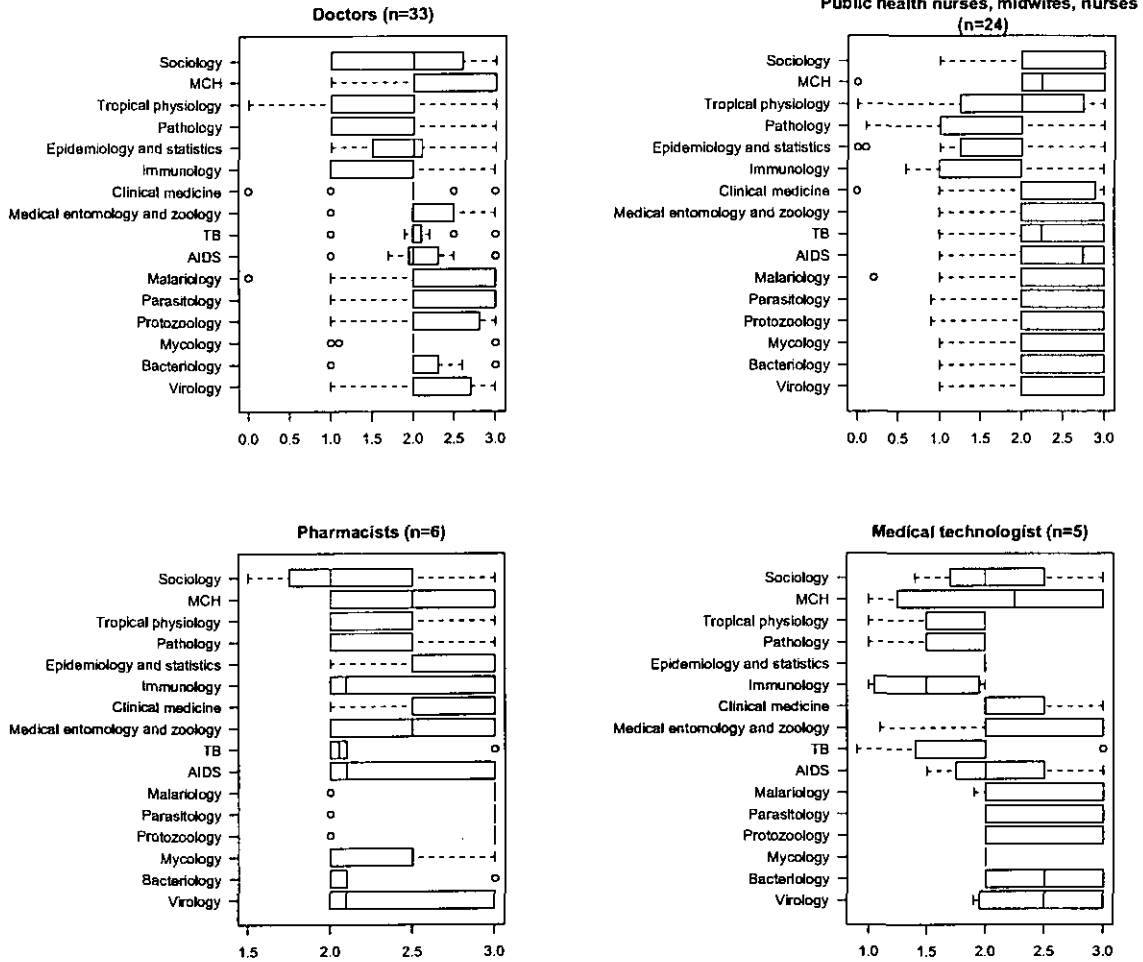 Doctors (n=33)
Sociology
MCH
Tropical physiology
Pathology
Epidemiology and statistics
Immunology
Clinical medicine
Medical entomology and zoology
TB
AIDS
Malariology
Parasitology
Protozoology
Mycology
Bacteriology
Virology
0.0 0.5 1.0 1.5 2.0 2.5 3.0
Public health nurses, midwifes, nurses
(n=24)
Sociology
MCH
Tropical physiology
Pathology
Epidemiology and statistics
Immunology
Clinical medicine
Medical entomology and zoology
TB
AIDS
Malariology
Parasitology
Protozoology
Mycology
Bacteriology
Virology
0.0 0.5 1.0 1.5 2.0 2.5 3.0
Pharmacists (n=6)
Sociology
MCH
Tropical physiology
Pathology
Epidemiology and statistics
Immunology
Clinical medicine
Medical entomology and zoology
TB
AIDS
Malariology
Parasitology
Protozoology
Mycology
Bacteriology
Virology
1.5 2.0 2.5 3.0
Medical technologist (n=5)
Sociology
MCH
Tropical physiology
Pathology
Epidemiology and statistics
Immunology
Clinical medicine
Medical entomology and zoology
TB
AIDS
Malariology
Parasitology
Protozoology
Mycology
Bacteriology
Virology
1.0 1.5 2.0 2.5 3.0